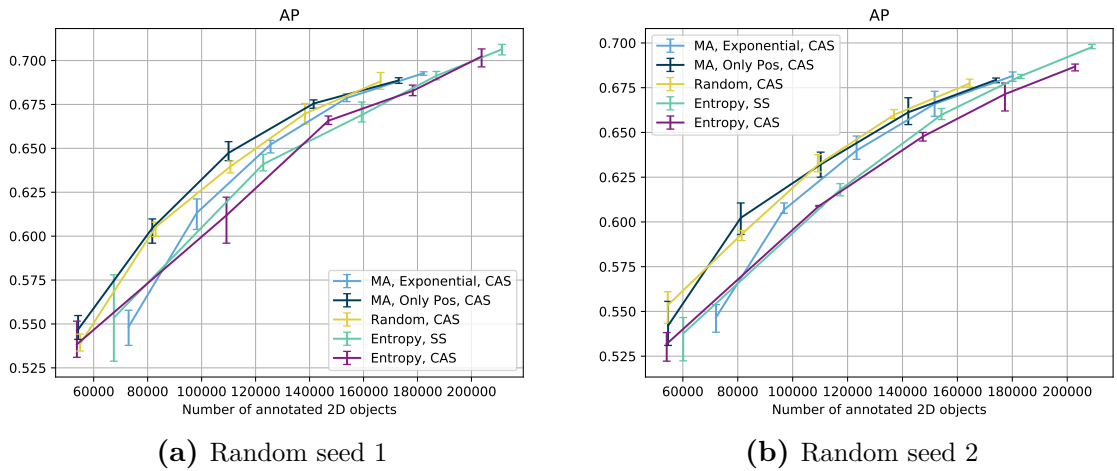 AP
0.700
0.675
0.650
0.625
0.600
0.575
0.550
0.525
MA, Exponential, CAS
MA, Only Pos, CAS
Random, CAS
Entropy, SS
Entropy, CAS
60000 80000 100000 120000 140000 160000 180000 200000
Number of annotated 2D objects
(a) Random seed 1
AP
0.700
0.675
0.650
0.625
0.600
0.575
0.550
0.525
MA, Exponential, CAS
MA, Only Pos, CAS
Random, CAS
Entropy, SS
Entropy, CAS
60000 80000 100000 120000 140000 160000 180000 200000
Number of annotated 2D objects
(b) Random seed 2